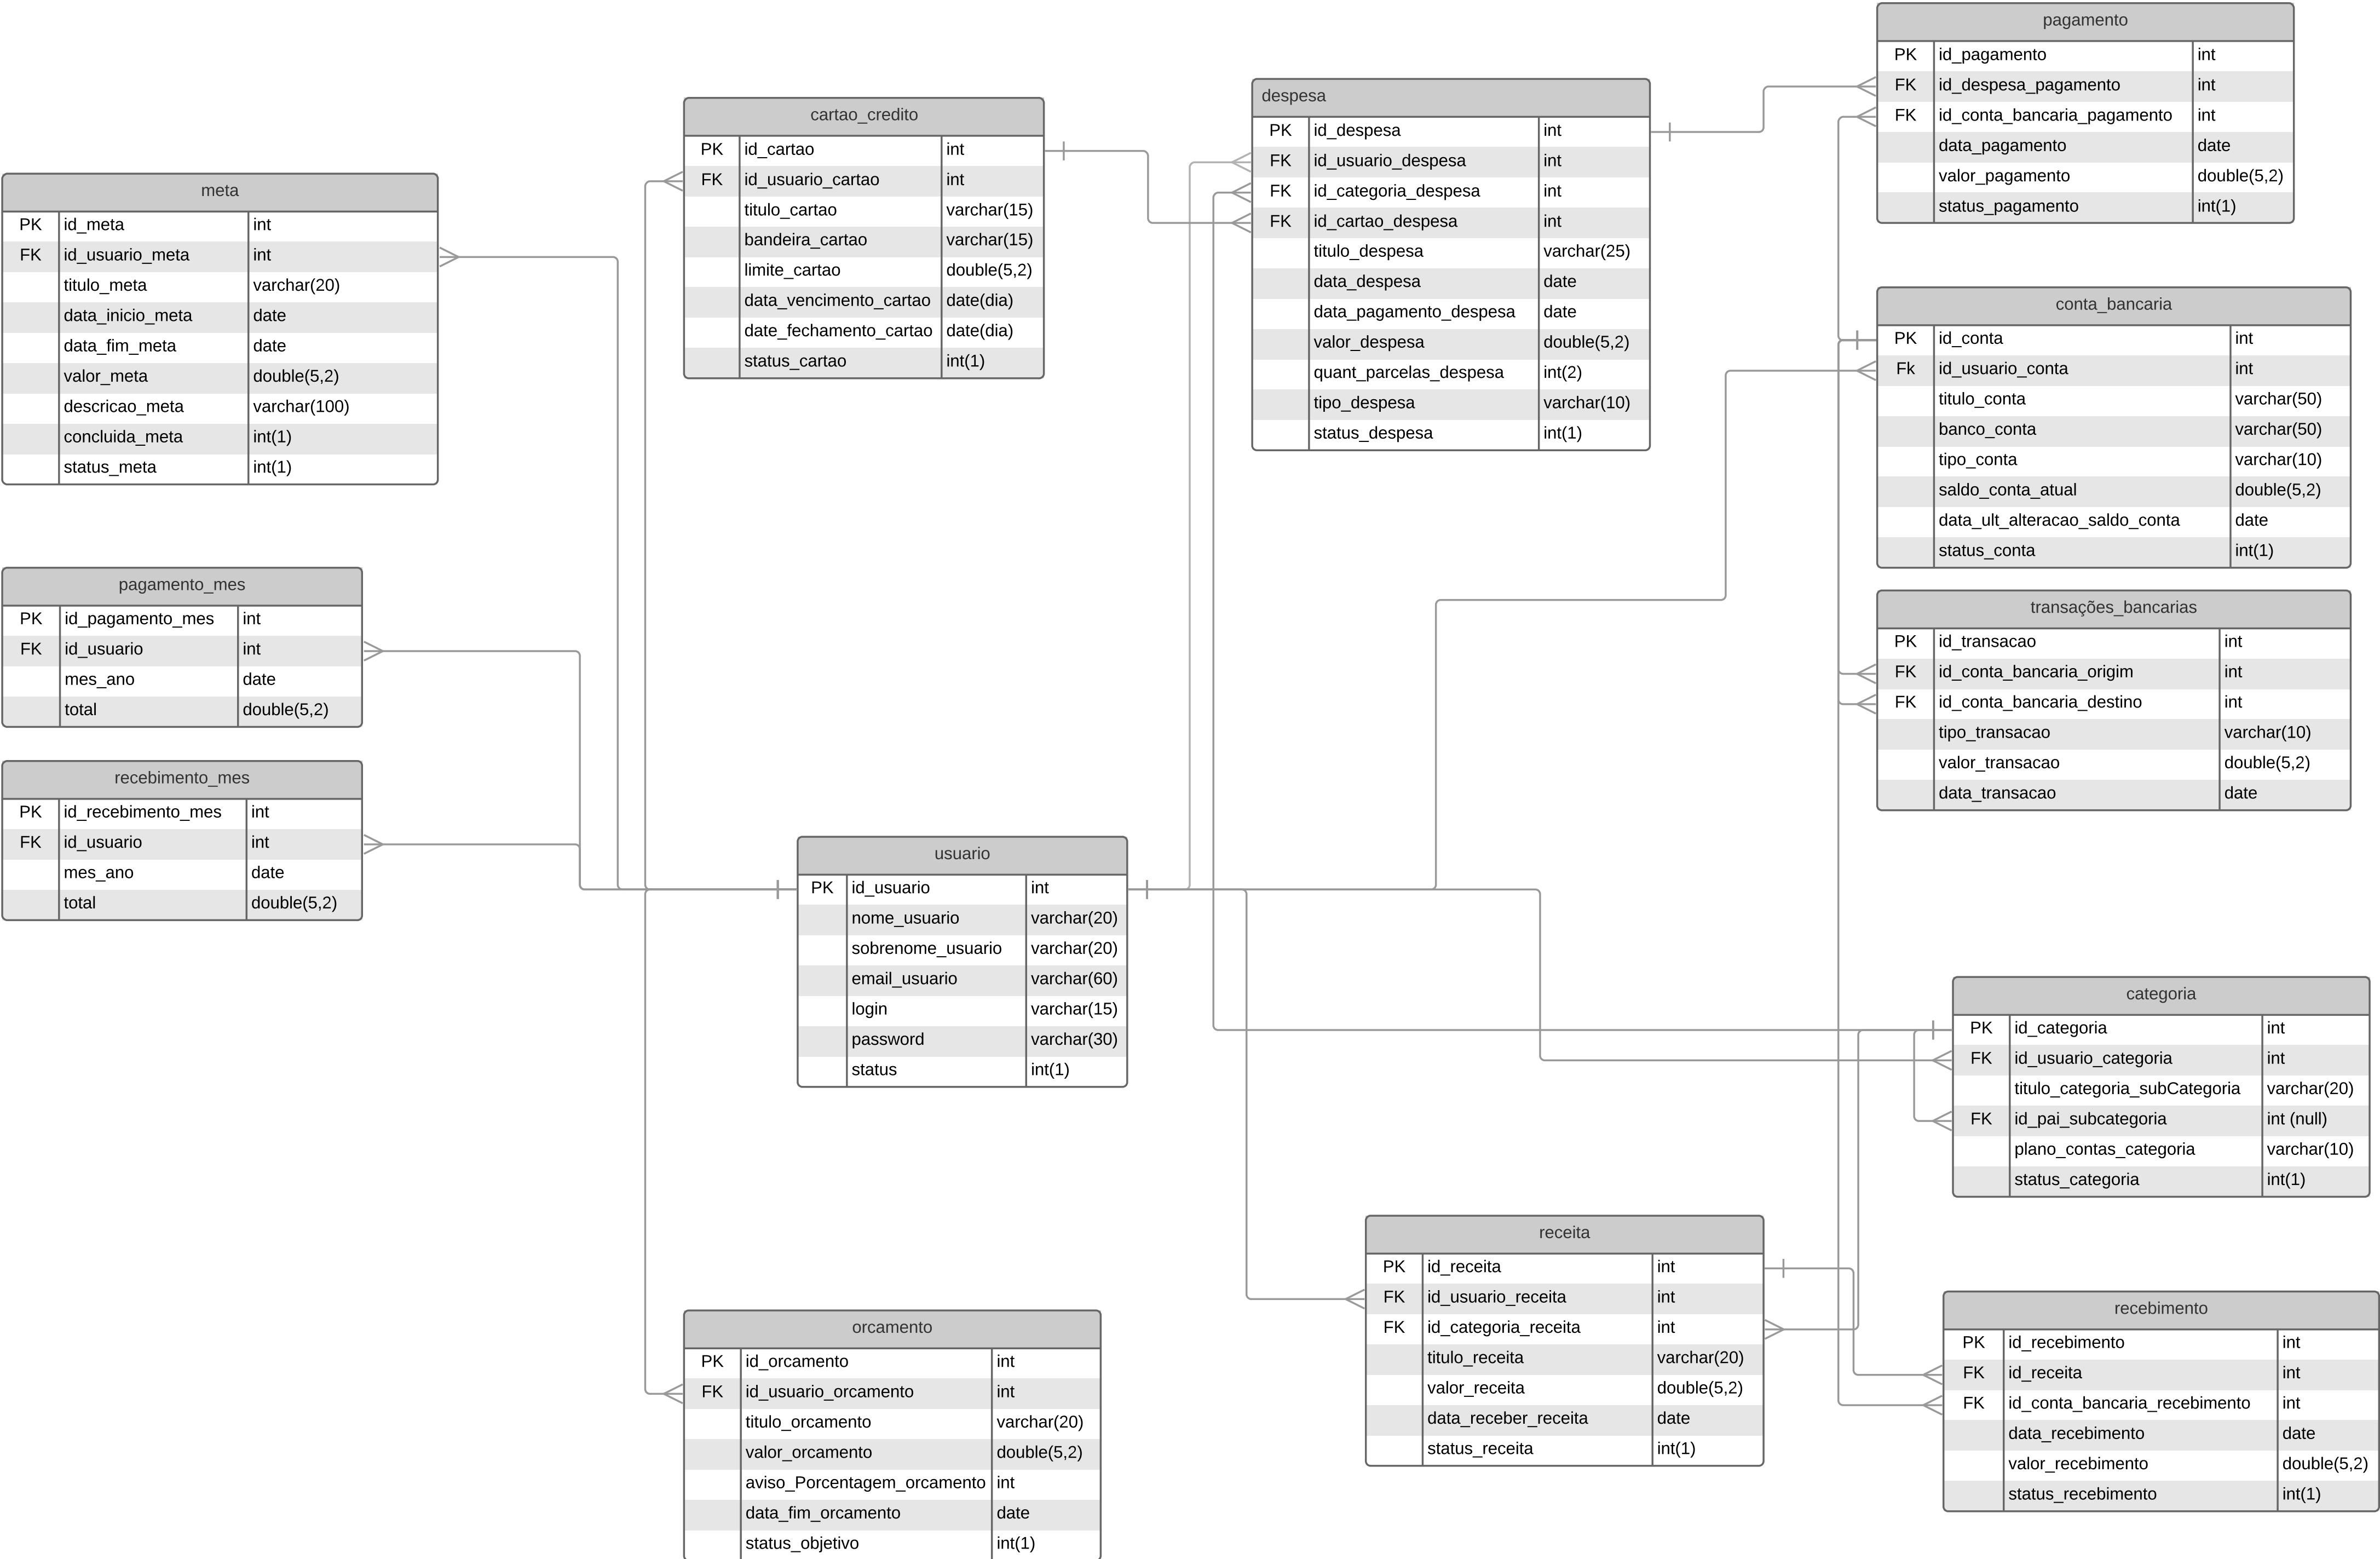 pagamento
PK id_pagamento int
FK id_despesa_pagamento int
FK id_conta_bancaria_pagamento int
data_pagamento date
valor_pagamento double(5,2)
status_pagamento int(1)
despesa
PK id_despesa int
FK id_usuario_despesa int
FK id_categoria_despesa int
FK id_cartao_despesa int
titulo_despesa varchar(25)
data_despesa date
data_pagamento_despesa date
valor_despesa double(5,2)
quant_parcelas_despesa int(2)
tipo_despesa varchar(10)
status_despesa int(1)
cartao_credito
PK id_cartao int
FK id_usuario_cartao int
titulo_cartao varchar(15)
bandeira_cartao varchar(15)
limite_cartao double(5,2)
data_vencimento_cartao date(dia)
date_fechamento_cartao date(dia)
status_cartao int(1)
meta
PK id_meta int
FK id_usuario_meta int
titulo_meta varchar(20)
data_inicio_meta date
data_fim_meta date
valor_meta double(5,2)
descricao_meta varchar(100)
concluida_meta int(1)
status_meta int(1)
conta_bancaria
PK id_conta int
Fk id_usuario_conta int
titulo_conta varchar(50)
banco_conta varchar(50)
tipo_conta varchar(10)
saldo_conta_atual double(5,2)
data_ult_alteracao_saldo_conta date
status_conta int(1)
pagamento_mes
PK id_pagamento_mes int
FK id_usuario int
mes_ano date
total double(5,2)
transações_bancarias
PK id_transacao int
FK id_conta_bancaria_origim int
FK id_conta_bancaria_destino int
tipo_transacao varchar(10)
valor_transacao double(5,2)
data_transacao date
recebimento_mes
PK id_recebimento_mes int
FK id_usuario int
mes_ano date
total double(5,2)
usuario
PK id_usuario int
nome_usuario varchar(20)
sobrenome_usuario varchar(20)
email_usuario varchar(60)
login varchar(15)
password varchar(30)
status int(1)
categoria
PK id_categoria int
FK id_usuario_categoria int
titulo_categoria_subCategoria varchar(20)
FK id_pai_subcategoria int (null)
plano_contas_categoria varchar(10)
status_categoria int(1)
receita
PK id_receita int
FK id_usuario_receita int
FK id_categoria_receita int
titulo_receita varchar(20)
valor_receita double(5,2)
data_receber_receita date
status_receita int(1)
recebimento
PK id_recebimento int
FK id_receita int
FK id_conta_bancaria_recebimento int
data_recebimento date
valor_recebimento double(5,2)
status_recebimento int(1)
orcamento
PK id_orcamento int
FK id_usuario_orcamento int
titulo_orcamento varchar(20)
valor_orcamento double(5,2)
aviso_Porcentagem_orcamento int
data_fim_orcamento date
status_objetivo int(1)